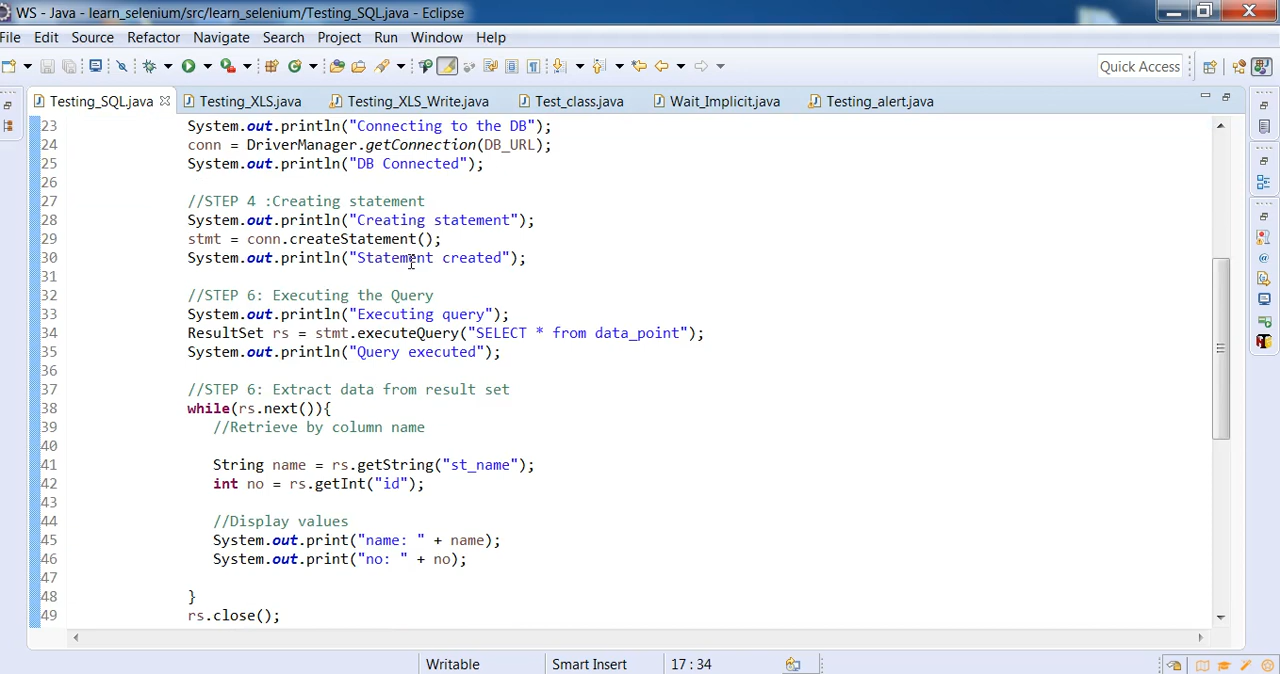 WS - Java - learn_selenium/src/learn_selenium/Testing_SQL.java - Eclipse
File Edit Source Refactor Navigate Search Project Run Window Help
Quick Access
Testing_SQL.java Testing_XLS.java Testing_XLS_Write.java Test_class.java Wait_Implicit.java Testing_alert.java
23 System.out.println("Connecting to the DB");
24 conn = DriverManager.getConnection(DB_URL);
25 System.out.println("DB Connected");
26
27 //STEP 4 :Creating statement
28 System.out.println("Creating statement");
29 stmt = conn.createStatement();
30 System.out.println("Statement created");
31
32 //STEP 6: Executing the Query
33 System.out.println("Executing query");
34 ResultSet rs = stmt.executeQuery("SELECT * from data_point");
35 System.out.println("Query executed");
36
37 //STEP 6: Extract data from result set
38 while(rs.next()){
39 //Retrieve by column name
40
41 String name = rs.getString("st_name");
42 int no = rs.getInt("id");
43
44 //Display values
45 System.out.print("name: " + name);
46 System.out.print("no: " + no);
47
48 }
49 rs.close();
Writable Smart Insert 17 : 34